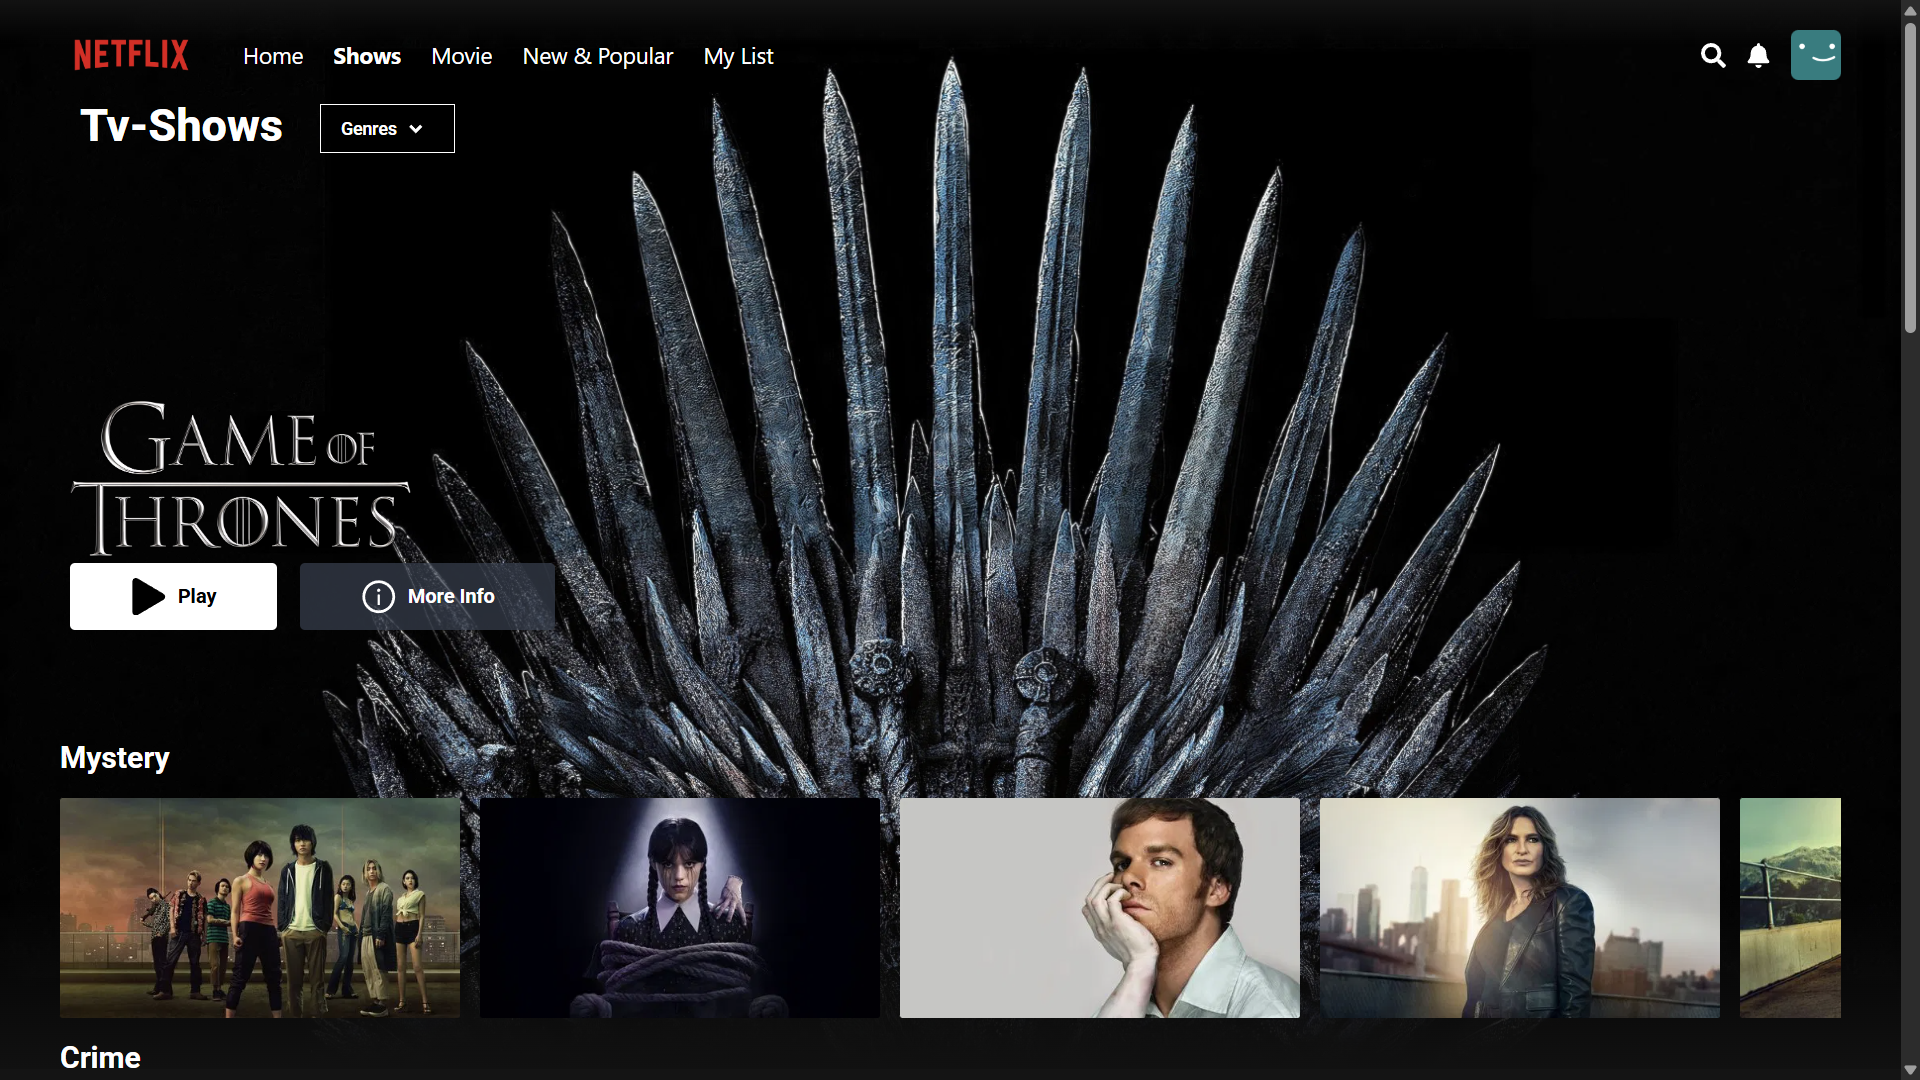 NETFLIX Home Shows Movie New & Popular My List
Tv-Shows Genres
GAME OF
THRONES
Play More Info
Mystery
Crime